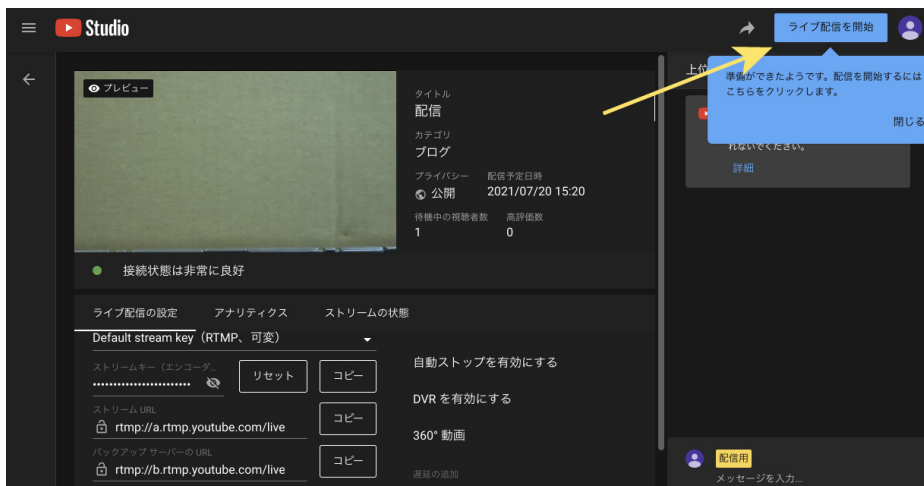 Studio
ライブ配信を開始
プレビュー
タイトル
配信
カテゴリ
ブログ
プライバシー
配信予定日時
公開
2021/07/20 15:20
待機中の視聴者数
高評価数
1
0
接続状態は非常に良好
ライブ配信の設定
アナリティクス
ストリームの状態
Default stream key（RTMP、可変）
ストリームキー（エンコーダ...
リセット
コピー
ストリーム URL
rtmp://a.rtmp.youtube.com/live
コピー
バックアップ サーバーの URL
rtmp://b.rtmp.youtube.com/live
コピー
自動ストップを有効にする
DVR を有効にする
360° 動画
遅延の追加
上位
準備ができたようです。配信を開始するには
こちらをクリックします。
閉じる
れないでください。
詳細
配信用
メッセージを入力...